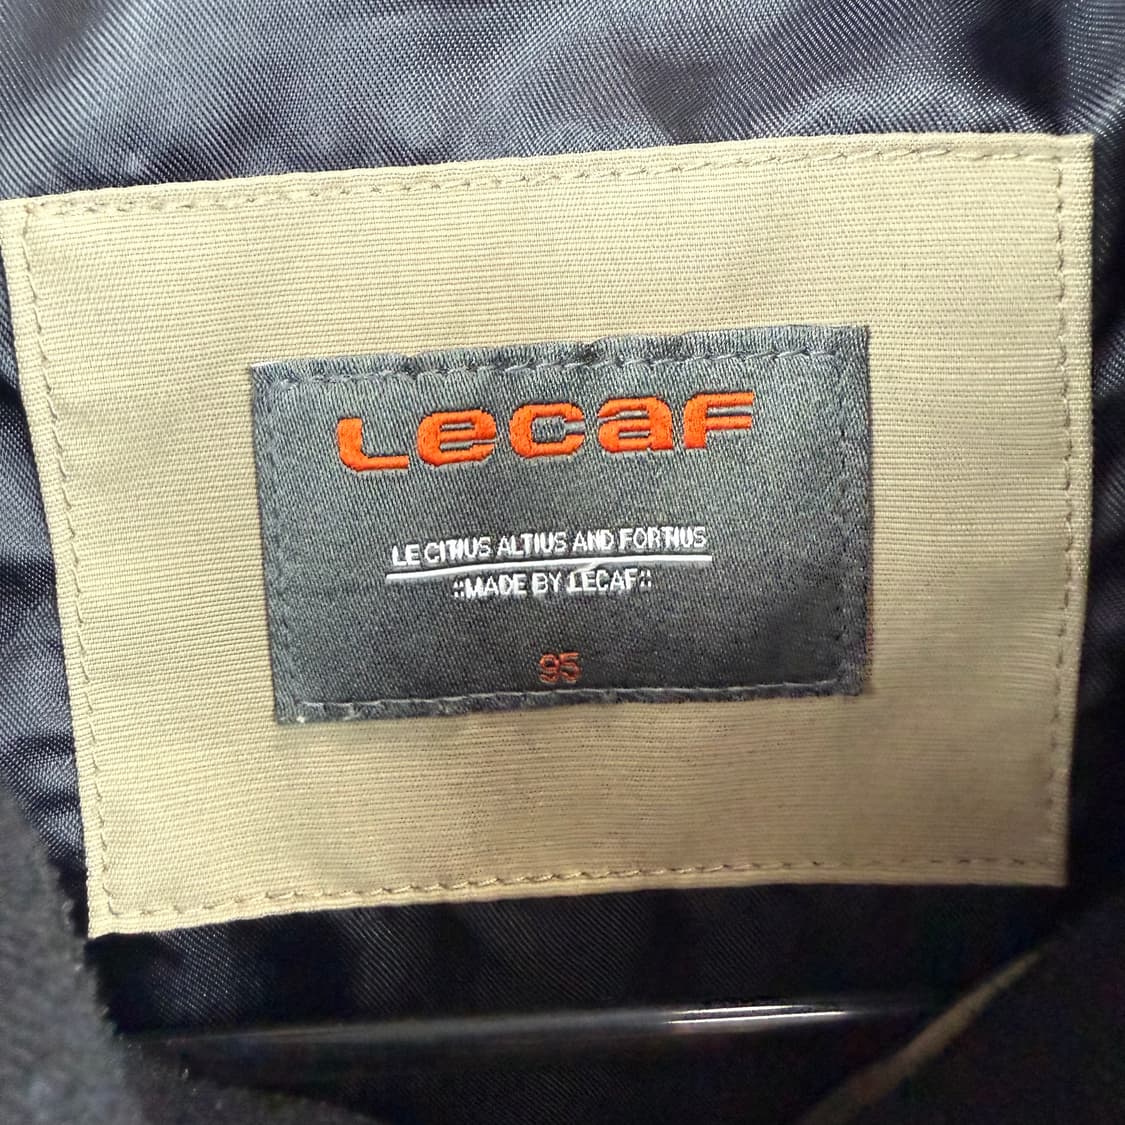 Lecaf
LE CITIUS ALTIUS AND FORTIUS
::MADE BY LECAF::
95